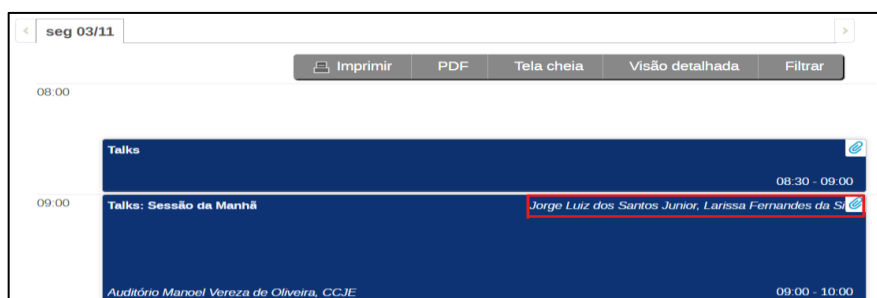 seg 03/11
Imprimir PDF Tela cheia Visão detalhada Filtrar
08:00
Talks
08:30 - 09:00
09:00 Talks: Sessão da Manhã Jorge Luiz dos Santos Junior, Larissa Fernandes da
Auditório Manoel Vereza de Oliveira, CCJE 09:00 - 10:00